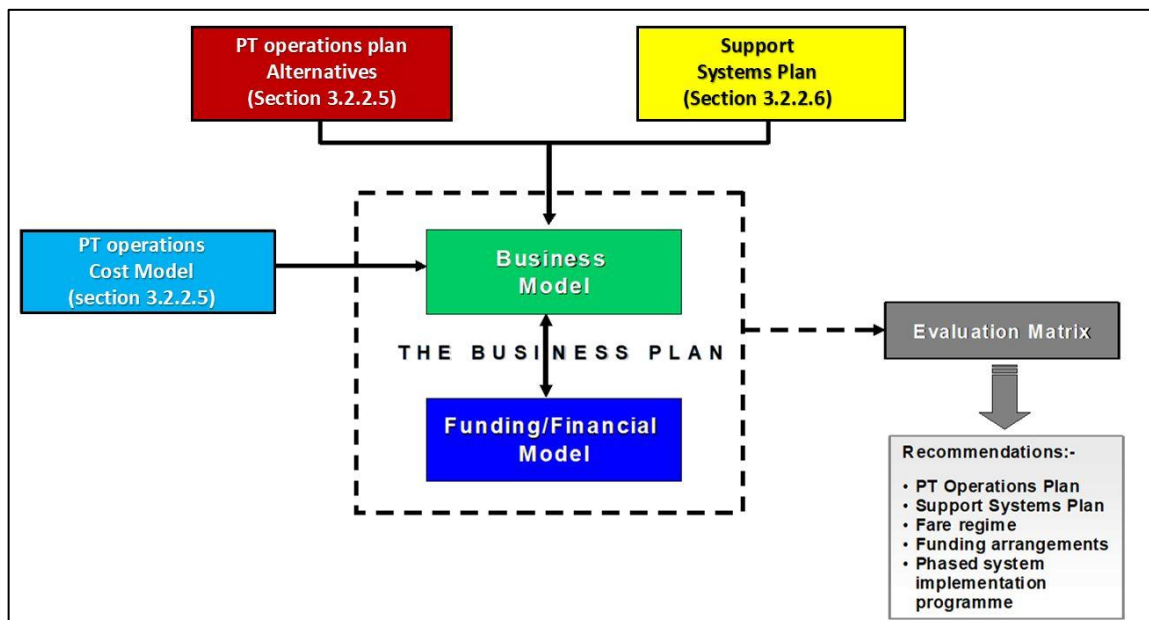 PT operations plan
Alternatives
(Section 3.2.2.5)
Support
Systems Plan
(Section 3.2.2.6)
PT operations
Cost Model
(section 3.2.2.5)
Business
Model
THE BUSINESS PLAN
Funding/Financial
Model
Evaluation Matrix
Recommendations:-
• PT Operations Plan
• Support Systems Plan
• Fare regime
• Funding arrangements
• Phased system
implementation
programme